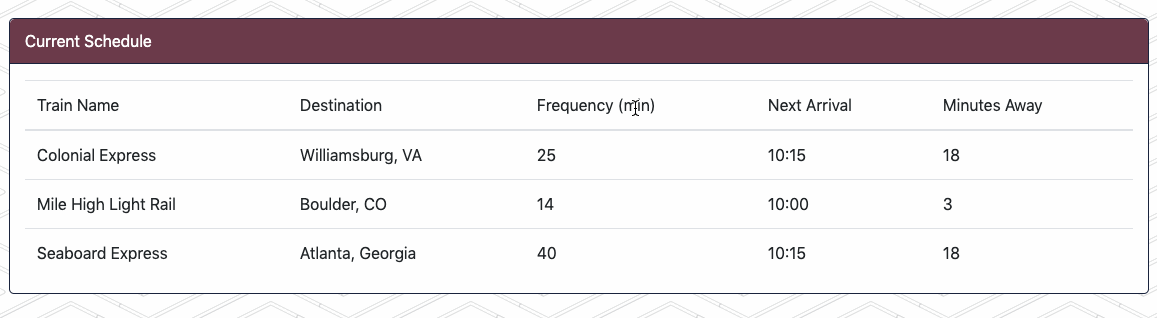 Current Schedule
Train Name Destination Frequency (min) Next Arrival Minutes Away
Colonial Express Williamsburg, VA 25 10:15 18
Mile High Light Rail Boulder, CO 14 10:00 3
Seaboard Express Atlanta, Georgia 40 10:15 18